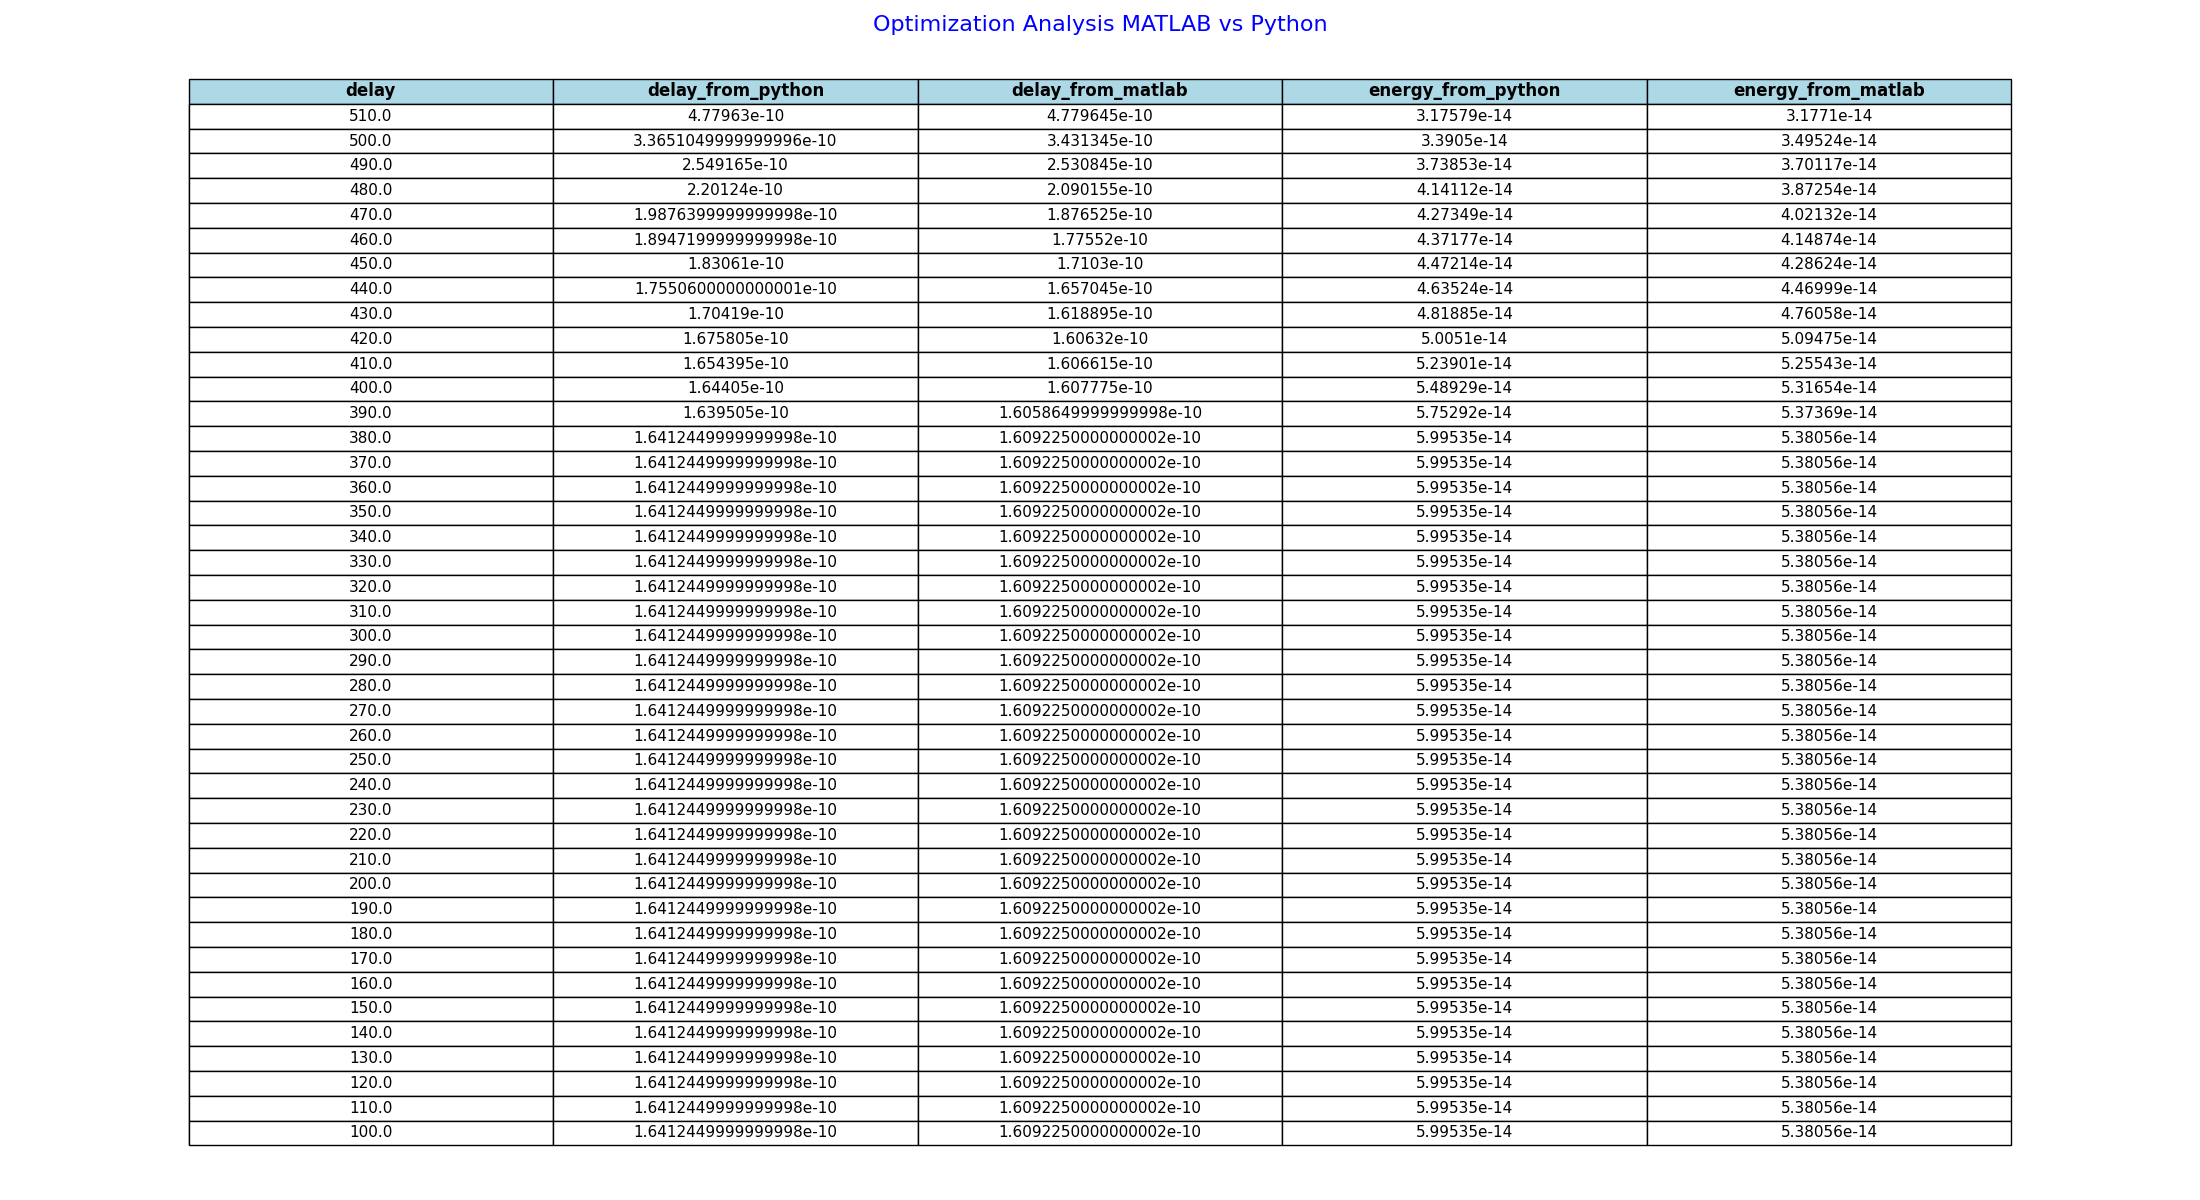 Optimization Analysis MATLAB vs Python
delay delay_from_python delay_from_matlab energy_from_python energy_from_matlab
510.0 4.77963e-10 4.779645e-10 3.17579e-14 3.1771e-14
500.0 3.3651049999999996e-10 3.431345e-10 3.3905e-14 3.49524e-14
490.0 2.549165e-10 2.530845e-10 3.73853e-14 3.70117e-14
480.0 2.20124e-10 2.090155e-10 4.14112e-14 3.87254e-14
470.0 1.9876399999999998e-10 1.876525e-10 4.27349e-14 4.02132e-14
460.0 1.8947199999999998e-10 1.77552e-10 4.37177e-14 4.14874e-14
450.0 1.83061e-10 1.7103e-10 4.47214e-14 4.28624e-14
440.0 1.7550600000000001e-10 1.657045e-10 4.63524e-14 4.46999e-14
430.0 1.70419e-10 1.618895e-10 4.81885e-14 4.76058e-14
420.0 1.675805e-10 1.60632e-10 5.0051e-14 5.09475e-14
410.0 1.654395e-10 1.606615e-10 5.23901e-14 5.25543e-14
400.0 1.64405e-10 1.607775e-10 5.48929e-14 5.31654e-14
390.0 1.639505e-10 1.6058649999999998e-10 5.75292e-14 5.37369e-14
380.0 1.6412449999999998e-10 1.6092250000000002e-10 5.99535e-14 5.38056e-14
370.0 1.6412449999999998e-10 1.6092250000000002e-10 5.99535e-14 5.38056e-14
360.0 1.6412449999999998e-10 1.6092250000000002e-10 5.99535e-14 5.38056e-14
350.0 1.6412449999999998e-10 1.6092250000000002e-10 5.99535e-14 5.38056e-14
340.0 1.6412449999999998e-10 1.6092250000000002e-10 5.99535e-14 5.38056e-14
330.0 1.6412449999999998e-10 1.6092250000000002e-10 5.99535e-14 5.38056e-14
320.0 1.6412449999999998e-10 1.6092250000000002e-10 5.99535e-14 5.38056e-14
310.0 1.6412449999999998e-10 1.6092250000000002e-10 5.99535e-14 5.38056e-14
300.0 1.6412449999999998e-10 1.6092250000000002e-10 5.99535e-14 5.38056e-14
290.0 1.6412449999999998e-10 1.6092250000000002e-10 5.99535e-14 5.38056e-14
280.0 1.6412449999999998e-10 1.6092250000000002e-10 5.99535e-14 5.38056e-14
270.0 1.6412449999999998e-10 1.6092250000000002e-10 5.99535e-14 5.38056e-14
260.0 1.6412449999999998e-10 1.6092250000000002e-10 5.99535e-14 5.38056e-14
250.0 1.6412449999999998e-10 1.6092250000000002e-10 5.99535e-14 5.38056e-14
240.0 1.6412449999999998e-10 1.6092250000000002e-10 5.99535e-14 5.38056e-14
230.0 1.6412449999999998e-10 1.6092250000000002e-10 5.99535e-14 5.38056e-14
220.0 1.6412449999999998e-10 1.6092250000000002e-10 5.99535e-14 5.38056e-14
210.0 1.6412449999999998e-10 1.6092250000000002e-10 5.99535e-14 5.38056e-14
200.0 1.6412449999999998e-10 1.6092250000000002e-10 5.99535e-14 5.38056e-14
190.0 1.6412449999999998e-10 1.6092250000000002e-10 5.99535e-14 5.38056e-14
180.0 1.6412449999999998e-10 1.6092250000000002e-10 5.99535e-14 5.38056e-14
170.0 1.6412449999999998e-10 1.6092250000000002e-10 5.99535e-14 5.38056e-14
160.0 1.6412449999999998e-10 1.6092250000000002e-10 5.99535e-14 5.38056e-14
150.0 1.6412449999999998e-10 1.6092250000000002e-10 5.99535e-14 5.38056e-14
140.0 1.6412449999999998e-10 1.6092250000000002e-10 5.99535e-14 5.38056e-14
130.0 1.6412449999999998e-10 1.6092250000000002e-10 5.99535e-14 5.38056e-14
120.0 1.6412449999999998e-10 1.6092250000000002e-10 5.99535e-14 5.38056e-14
110.0 1.6412449999999998e-10 1.6092250000000002e-10 5.99535e-14 5.38056e-14
100.0 1.6412449999999998e-10 1.6092250000000002e-10 5.99535e-14 5.38056e-14